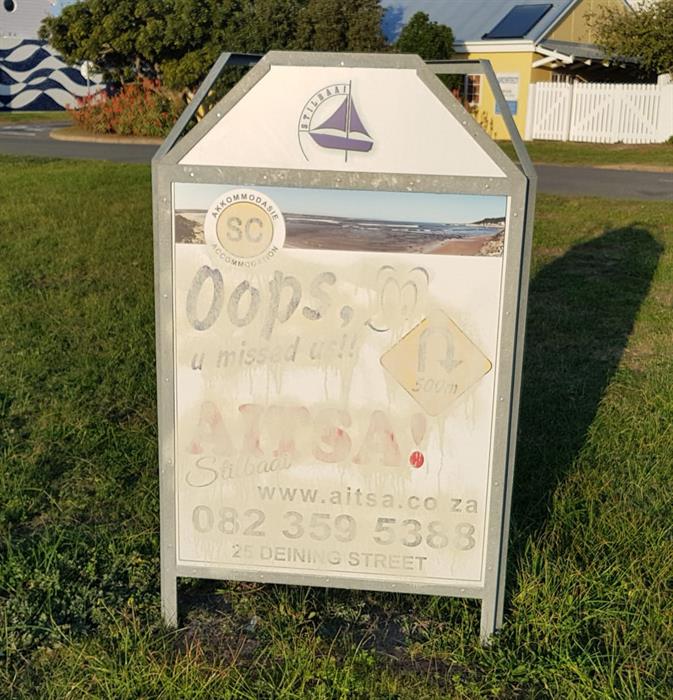 STILBAAI
AKKOMMODASIE
SC
ACCOMMODATION
Oops,
u missed us!!
500m
AITSA!
Stilbaai
www.aitsa.co za
082 359 5388
25 DEINING STREET